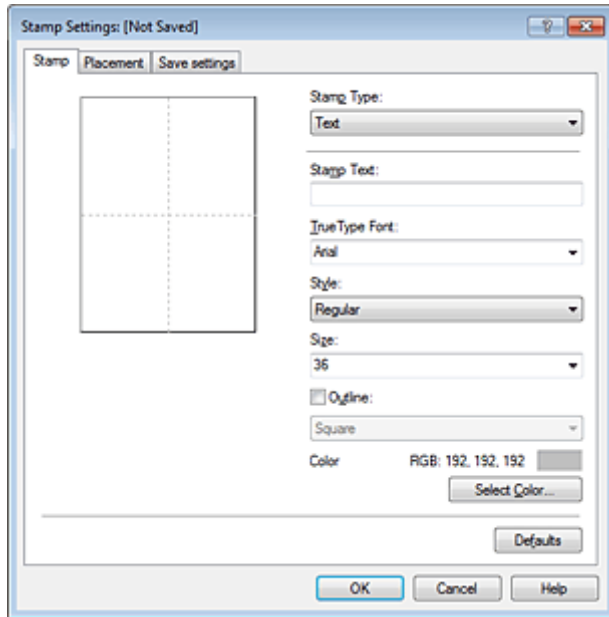 Stamp Settings: [Not Saved]
Stamp Placement Save settings
Stamp Type:
Text
Stamp Text:
TrueType Font:
Arial
Style:
Regular
Size:
36
Outline:
Square
Color RGB: 192, 192, 192
Select Color...
Defaults
OK Cancel Help